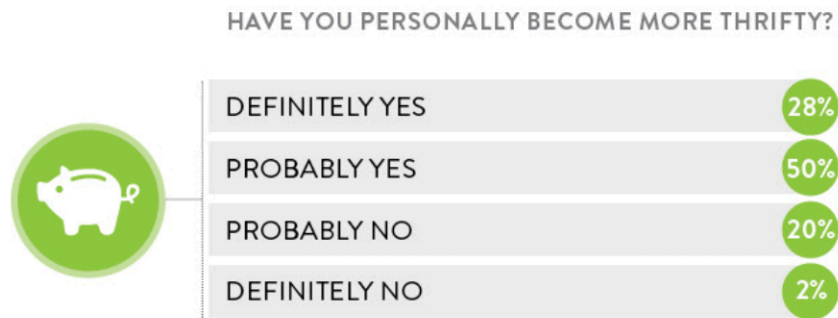 HAVE YOU PERSONALLY BECOME MORE THRIFTY?
DEFINITELY YES 28%
PROBABLY YES 50%
PROBABLY NO 20%
DEFINITELY NO 2%